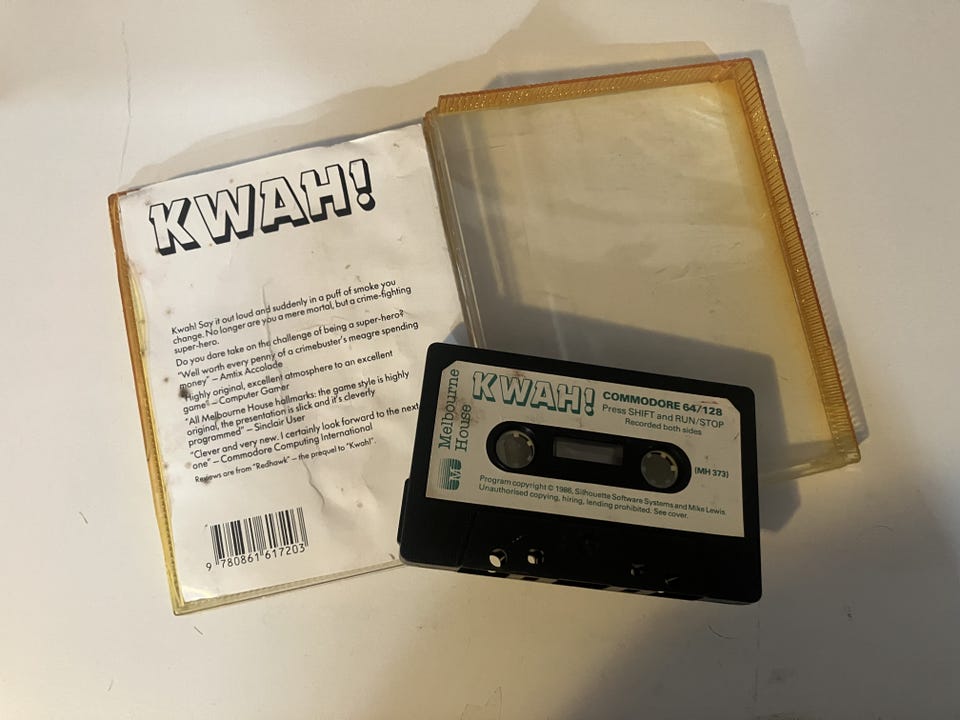 KWAH!
Kwah! Say it out loud and suddenly in a puff of smoke you
change. No longer are you a mere mortal, but a crime-fighting
super-hero.
Do you dare take on the challenge of being a super-hero?
"Well worth every penny of a crimebuster's meagre spending
money" – Amtix Accolade
"Highly original, excellent atmosphere to an excellent
game" – Computer Gamer
"All Melbourne House hallmarks: the game style is highly
original, the presentation is slick and it's cleverly
programmed" – Sinclair User
"Clever and very new. I certainly look forward to the next
one" – Commodore Computing International
Reviews are from "Redhawk" – the prequel to "Kwah!".
9 780861 617203
Melbourne
House
KWAH!
COMMODORE 64/128
Press SHIFT and RUN/STOP
Recorded both sides
(MH 373)
Program copyright © 1986, Silhouette Software Systems and Mike Lewis
Unauthorised copying, hiring, lending prohibited. See cover.